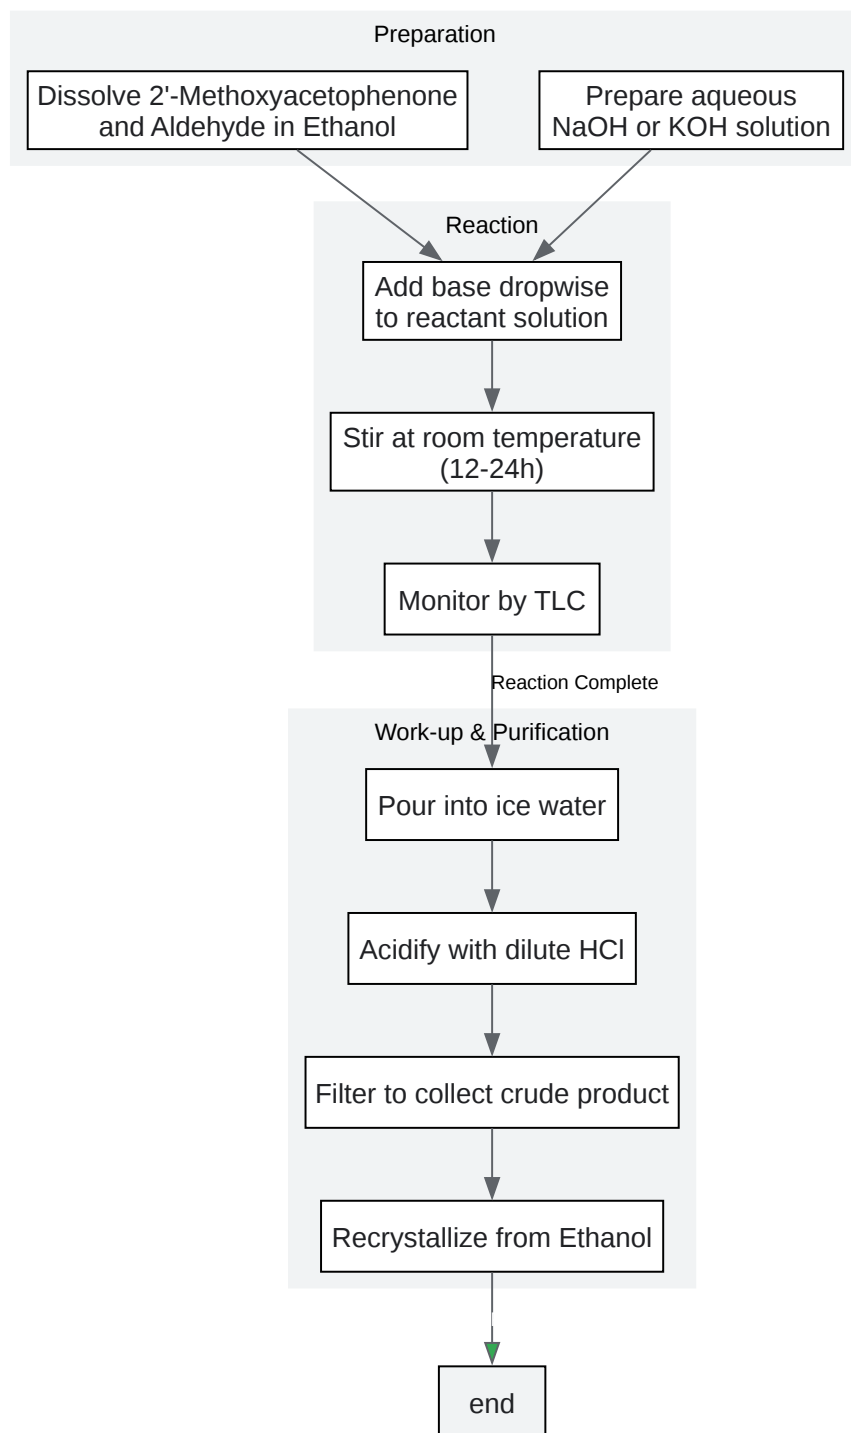 Preparation
Dissolve 2'-Methoxyacetophenone
and Aldehyde in Ethanol
Prepare aqueous
NaOH or KOH solution
Reaction
Add base dropwise
to reactant solution
Stir at room temperature
(12-24h)
Monitor by TLC
Reaction Complete
Work-up & Purification
Pour into ice water
Acidify with dilute HCl
Filter to collect crude product
Recrystallize from Ethanol
end